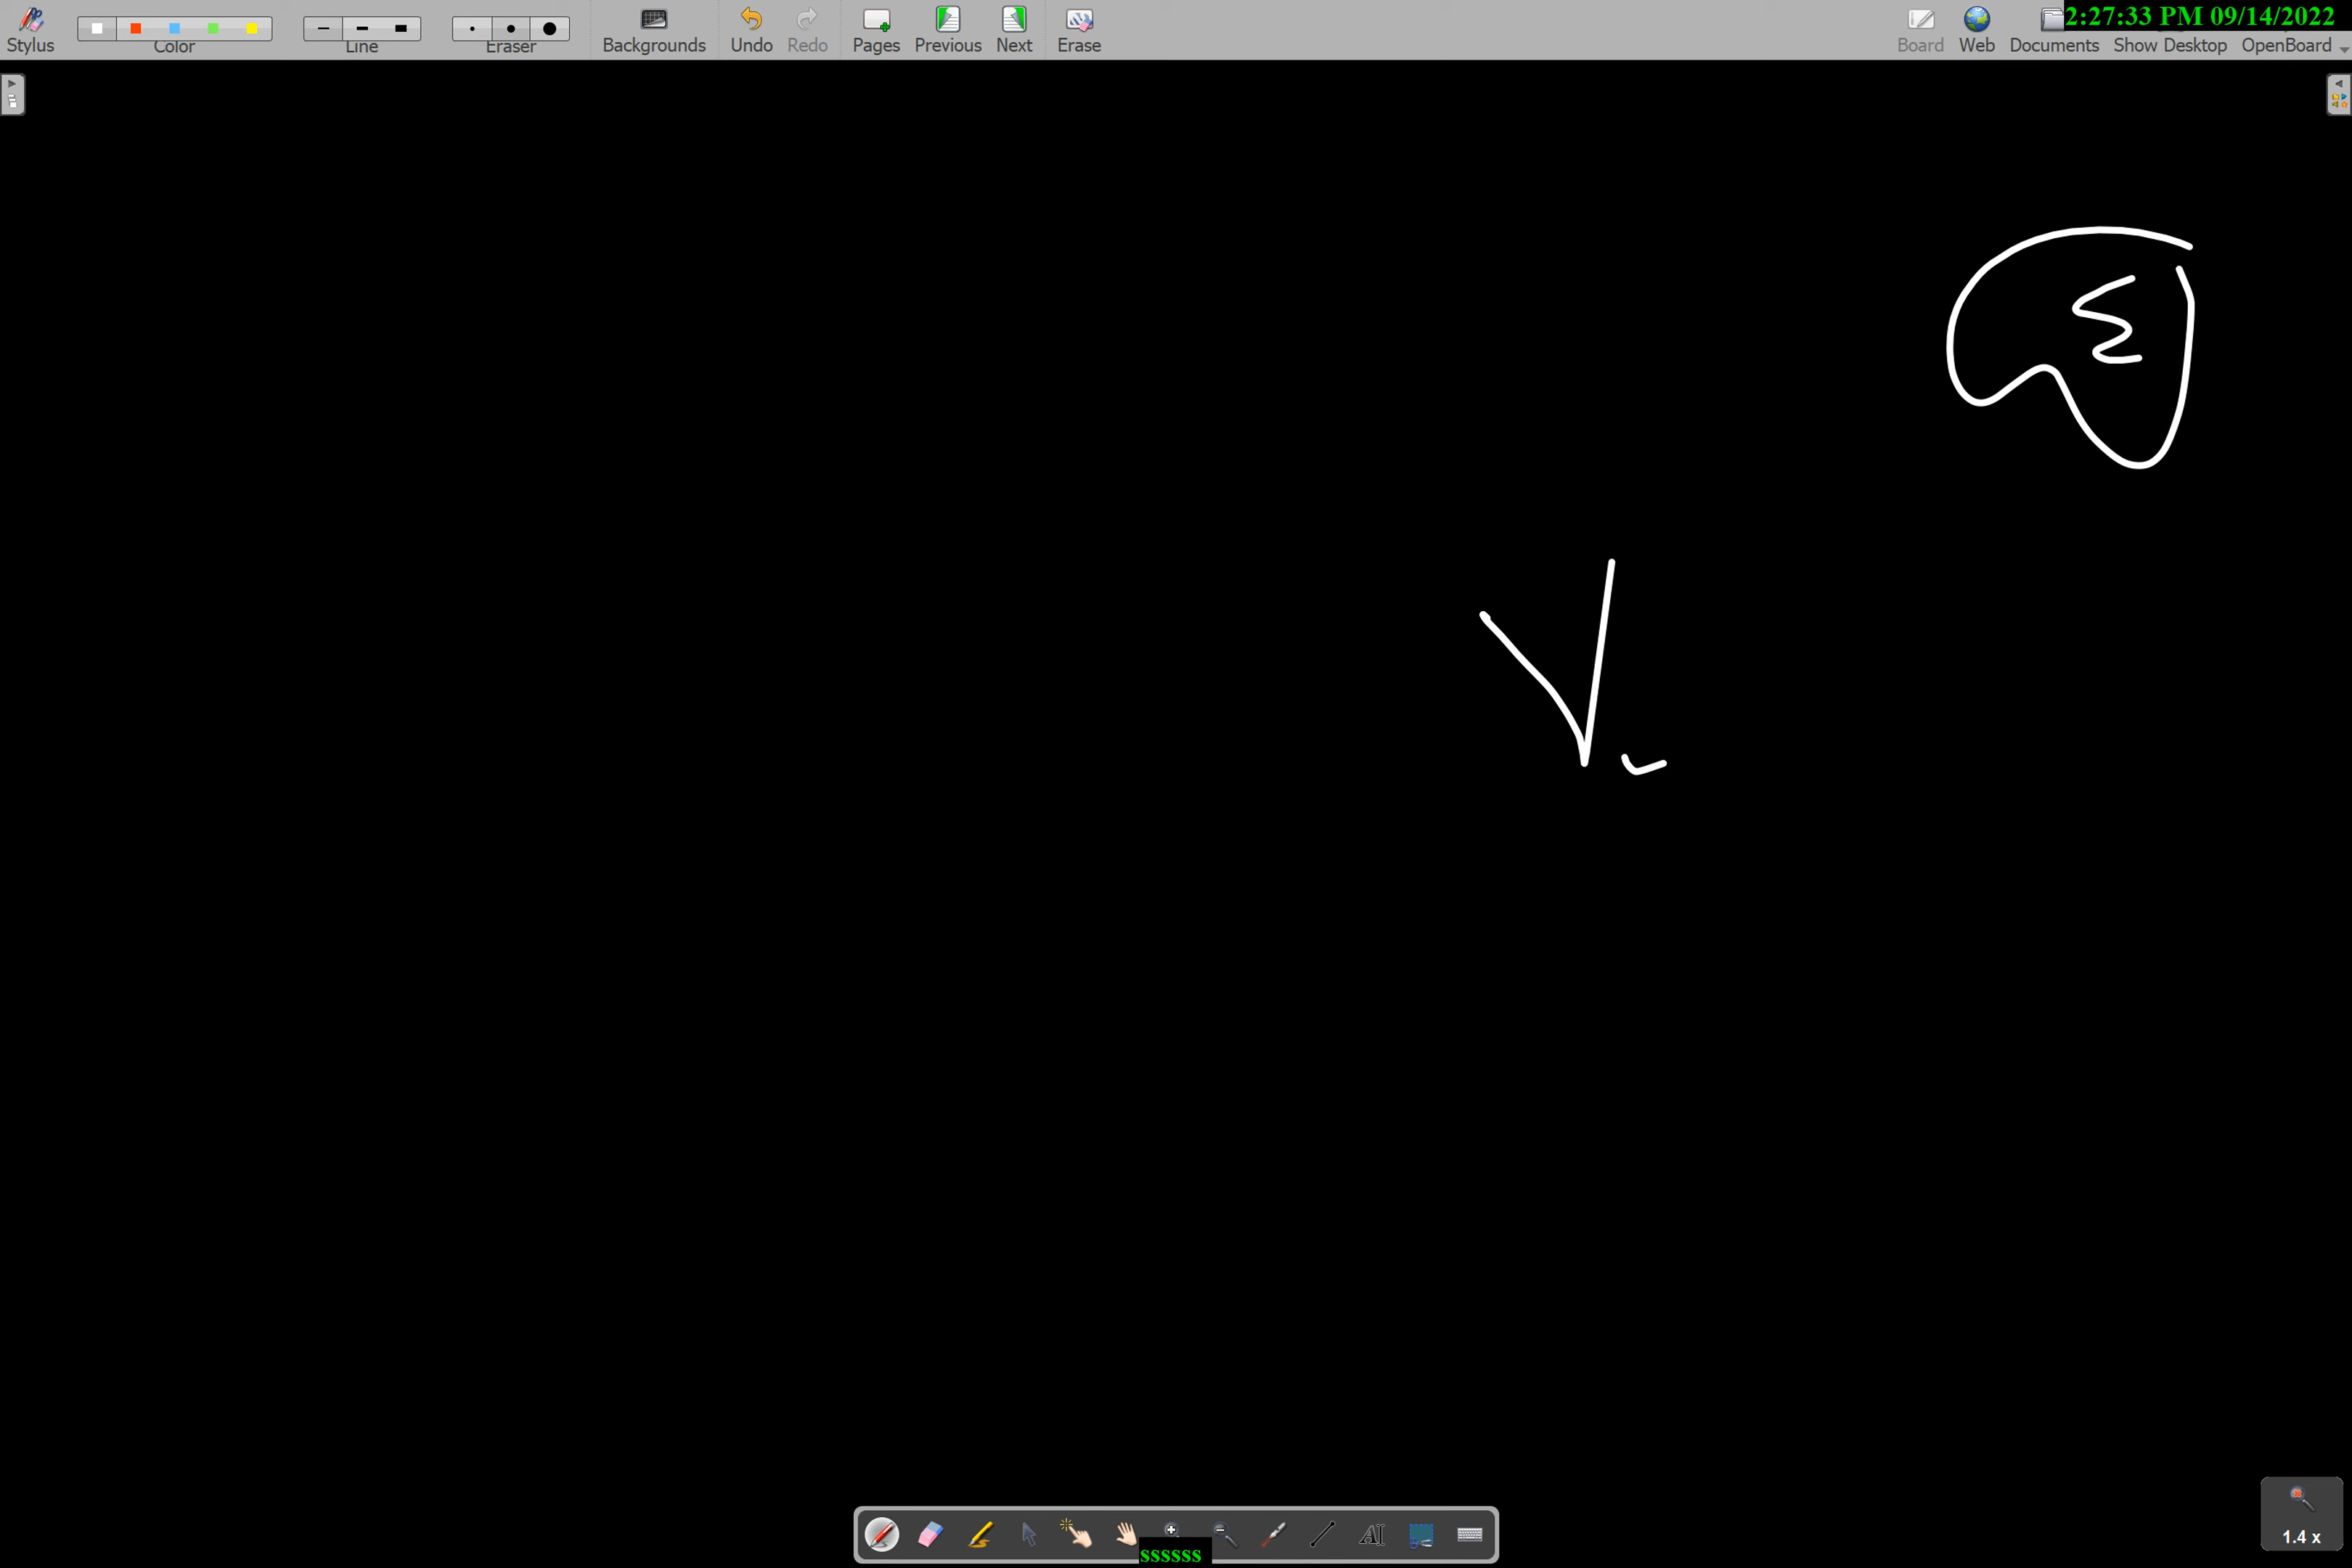 2:27:33 PM 09/14/2022
Stylus Color Line Eraser Backgrounds Undo Redo Pages Previous Next Erase Board Web Documents Show Desktop OpenBoard
AI
ssssss
1.4 x